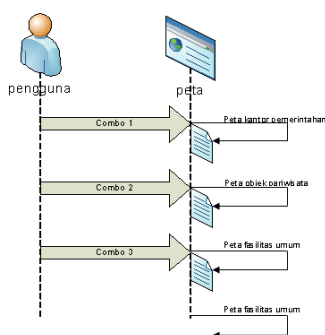 pengguna
peta
Combo 1
Peta kantor pemerintahan
Combo 2
Peta obiek pariwisata
Combo 3
Peta fasilitas umum
Peta fasilitas umum